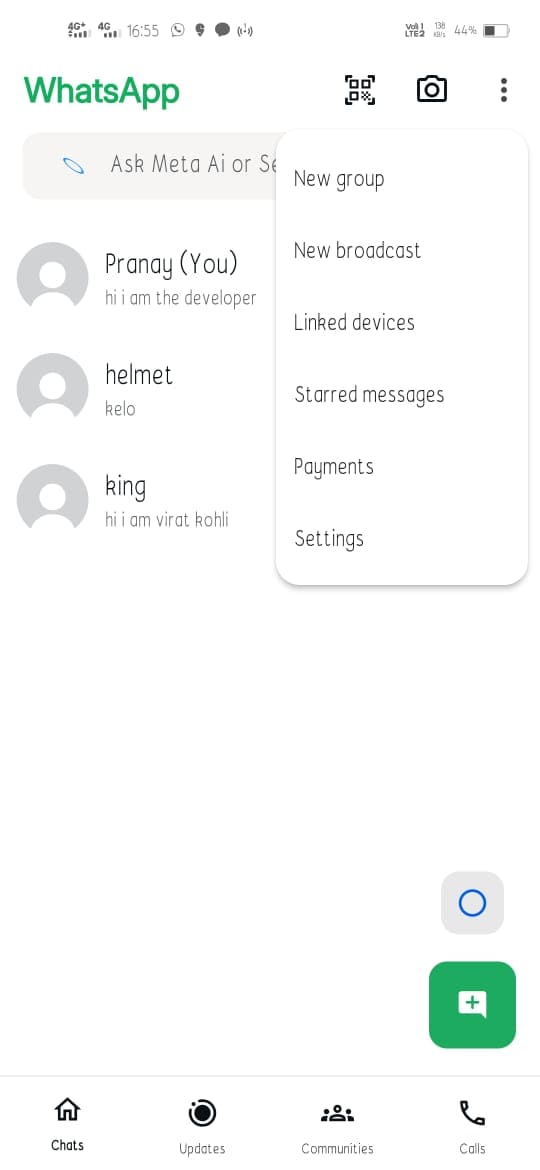 4G+ 4G 16:55 Vo1 LTE2 138 KB/s 44%
WhatsApp
Ask Meta Ai or Se
New group
New broadcast
Linked devices
Starred messages
Payments
Settings
Pranay (You)
hi i am the developer
helmet
kelo
king
hi i am virat kohli
Chats
Updates
Communities
Calls